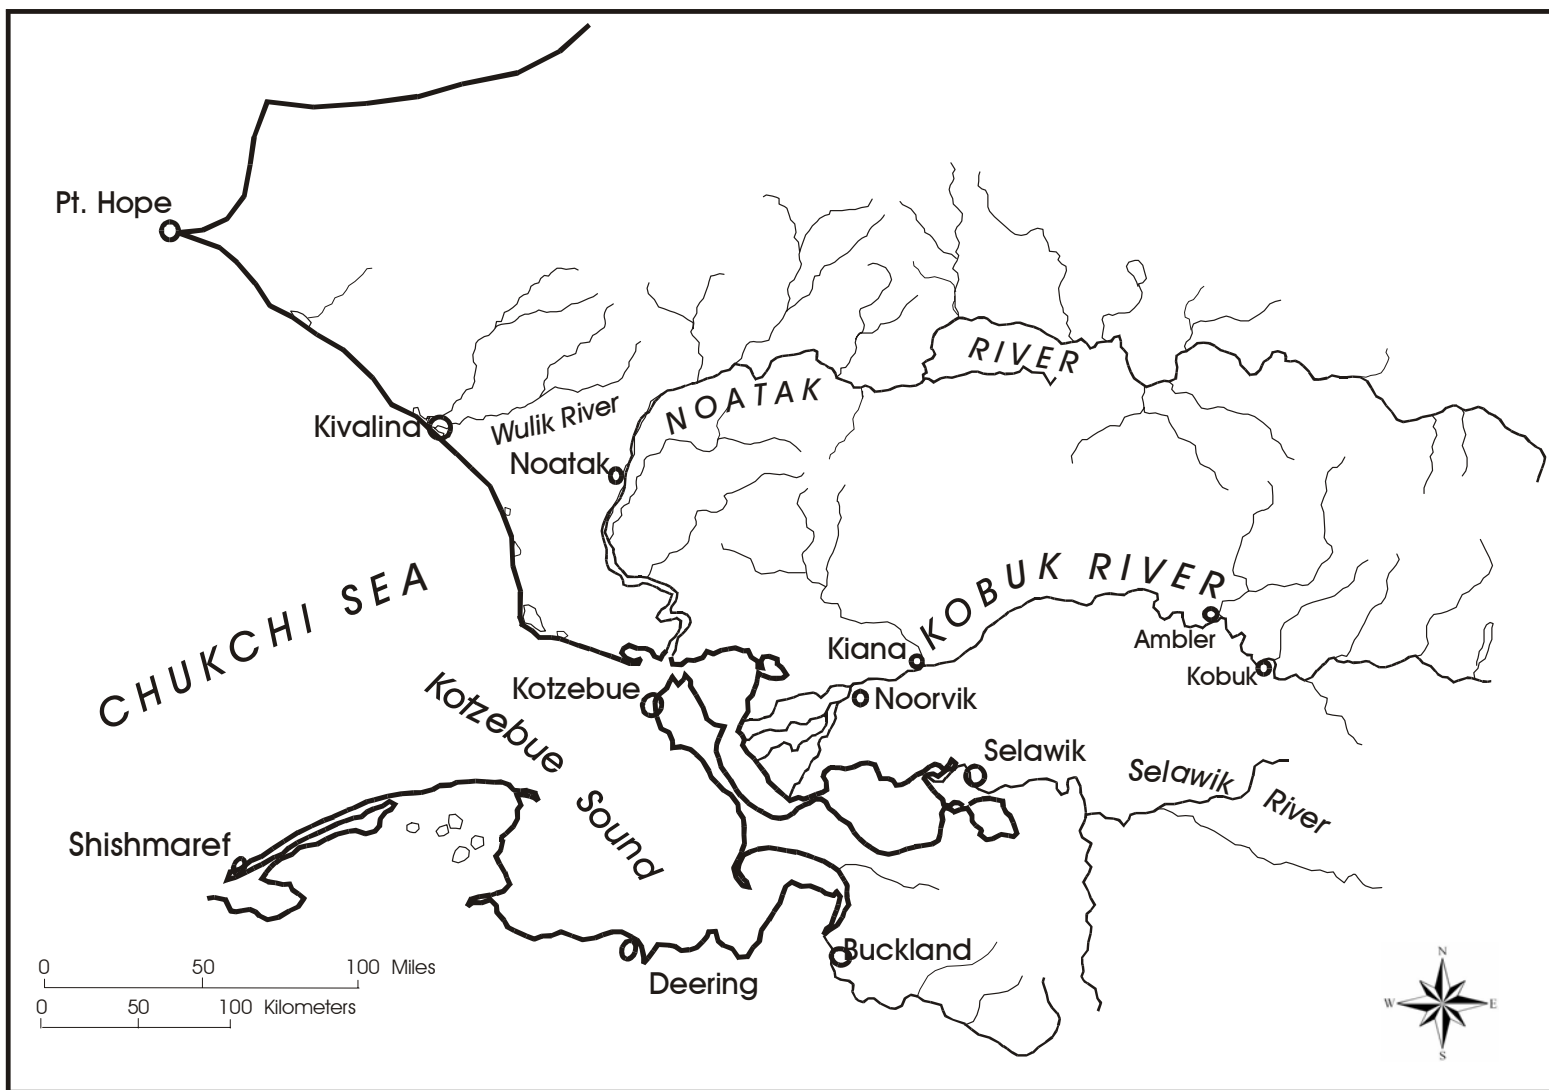 Pt. Hope
RIVER
NOATAK
Kivalina
Wulik River
Noatak
CHUKCHI SEA
KOBUK RIVER
Ambler
Kiana
Kobuk
Kotzebue
Noorvik
Kotzebue
Sound
Selawik
Selawik
River
Shishmaref
Buckland
Deering
0 50 100 Miles
0 50 100 Kilometers
N
W E
S